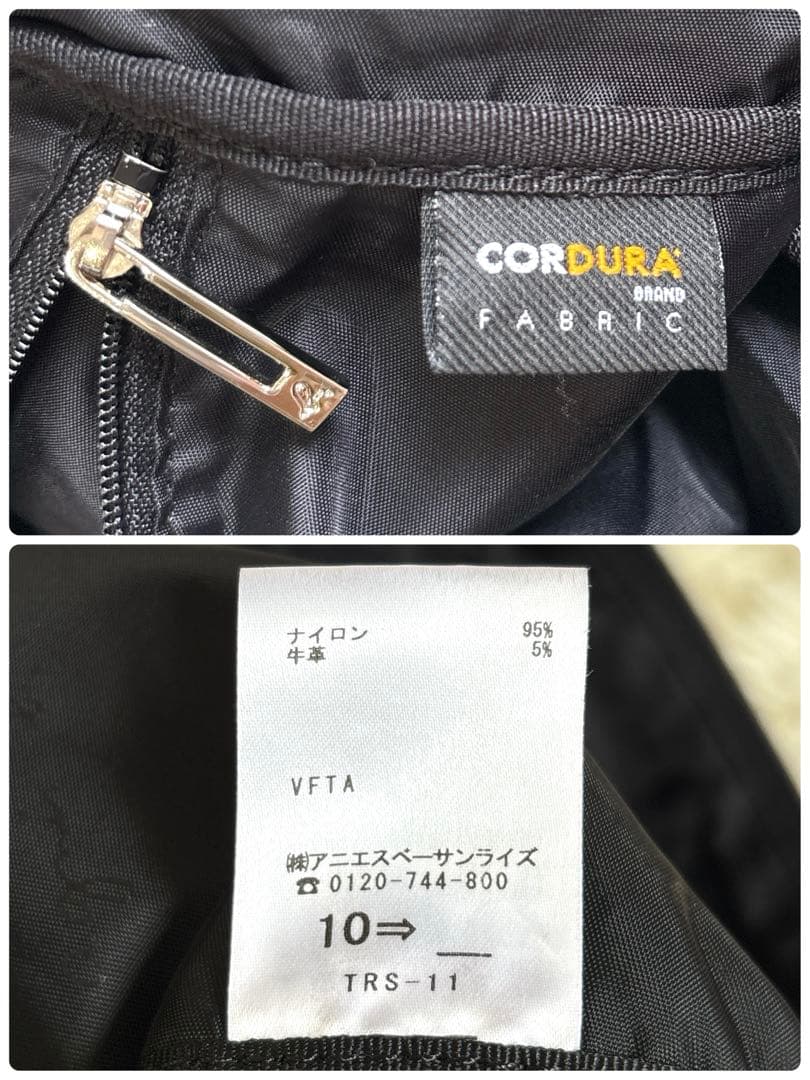 CORDURA
BRAND
FABRIC
ナイロン 95%
牛革 5%
VFTA
㈱アニエスベーサンライズ
☎0120-744-800
10⇒ __
TRS-11